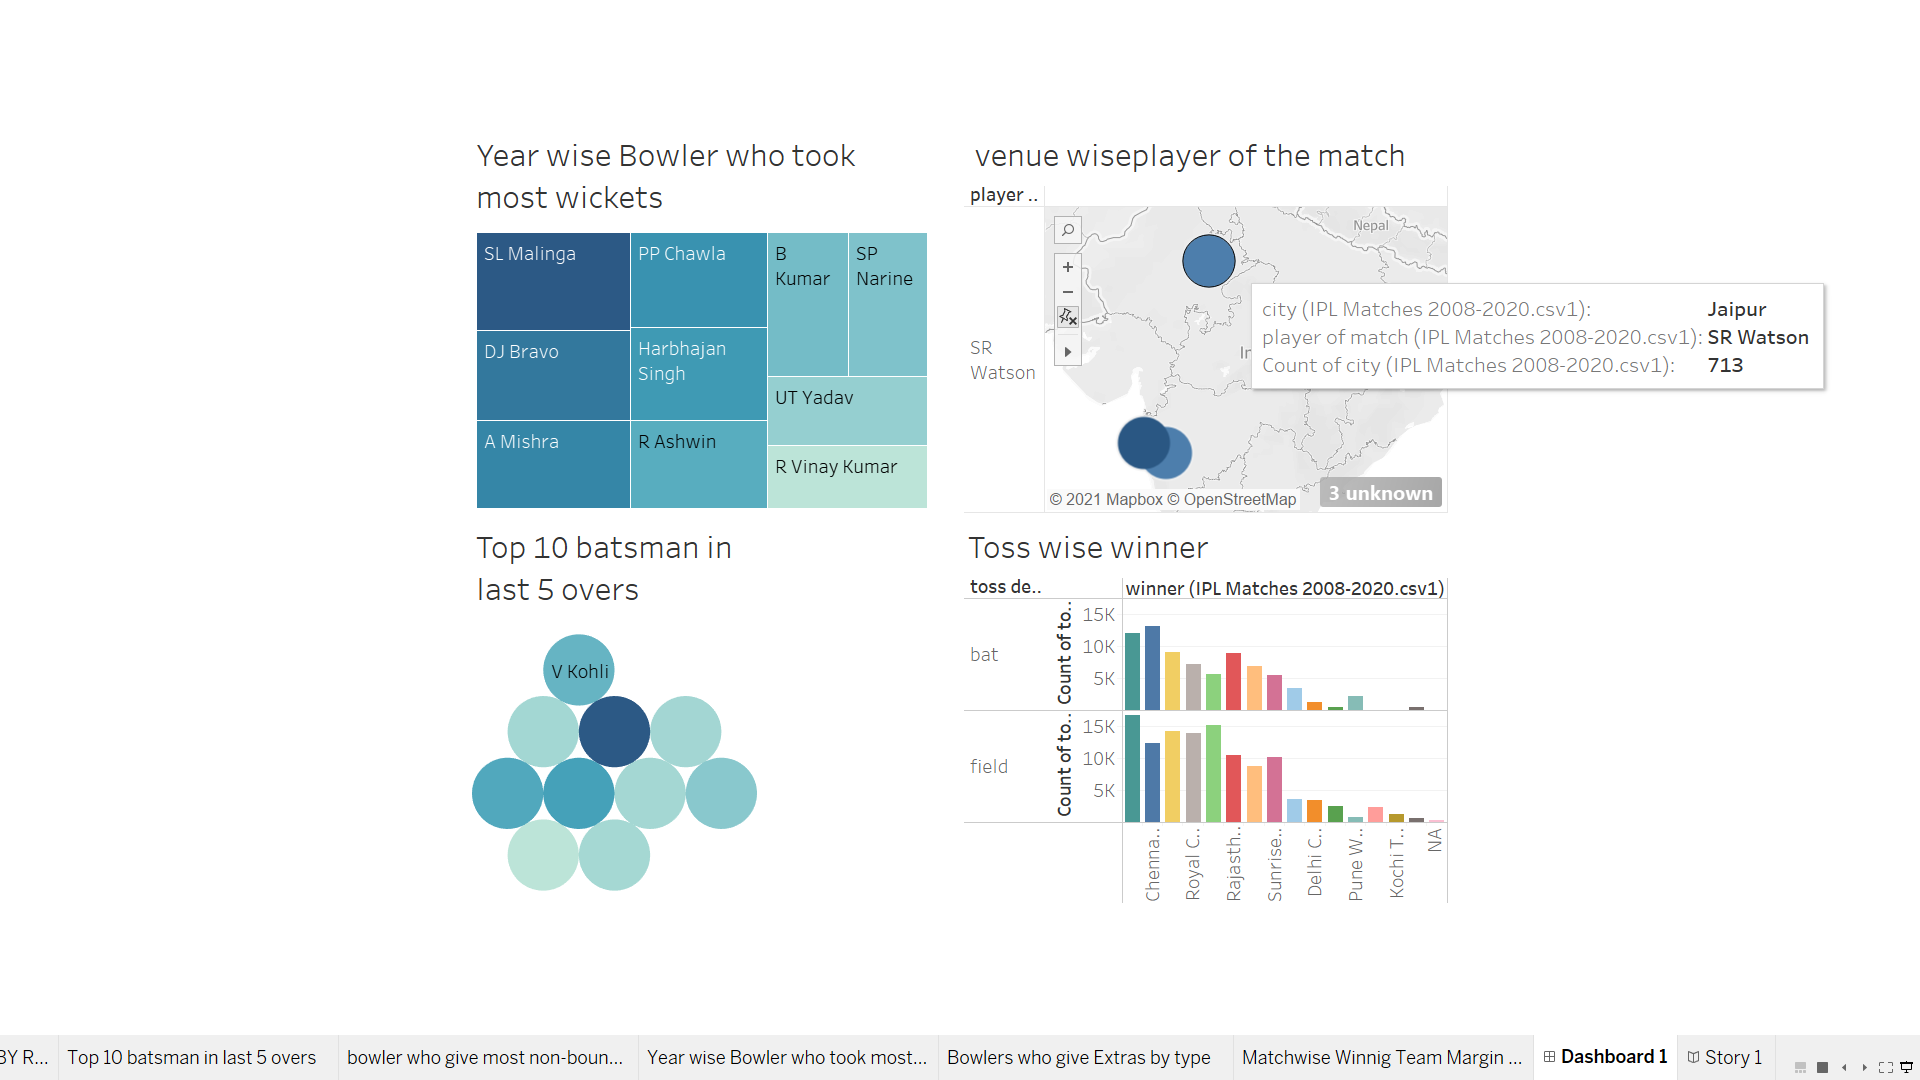 Year wise Bowler who took
most wickets
SL Malinga
DJ Bravo
A Mishra
PP Chawla
Harbhajan
Singh
R Ashwin
B
Kumar
SP
Narine
UT Yadav
R Vinay Kumar
venue wiseplayer of the match
player ..
SR
Watson
Nepal
In
city (IPL Matches 2008-2020.csv1): Jaipur
player of match (IPL Matches 2008-2020.csv1): SR Watson
Count of city (IPL Matches 2008-2020.csv1): 713
© 2021 Mapbox © OpenStreetMap
3 unknown
Top 10 batsman in
last 5 overs
V Kohli
Toss wise winner
toss de..
winner (IPL Matches 2008-2020.csv1)
bat
Count of to..
15K
10K
5K
field
Count of to..
15K
10K
5K
Chenna..
Royal C..
Rajasth..
Sunrise..
Delhi C..
Pune W..
Kochi T..
NA
BY R...
Top 10 batsman in last 5 overs
bowler who give most non-boun...
Year wise Bowler who took most...
Bowlers who give Extras by type
Matchwise Winnig Team Margin ...
Dashboard 1
Story 1